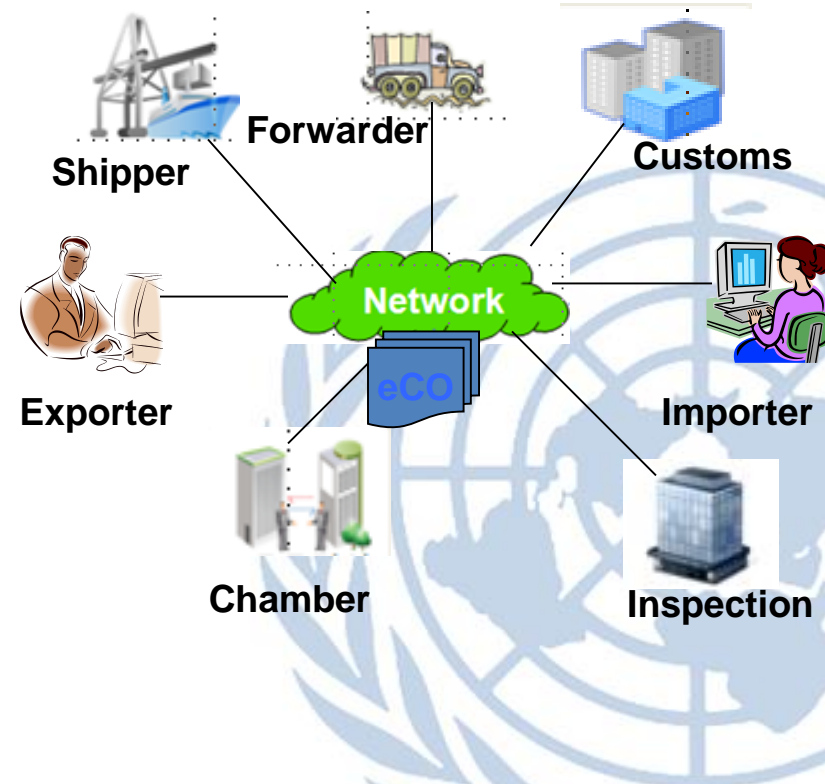 Forwarder
Shipper
Customs
Network
eCO
Exporter
Importer
Chamber
Inspection